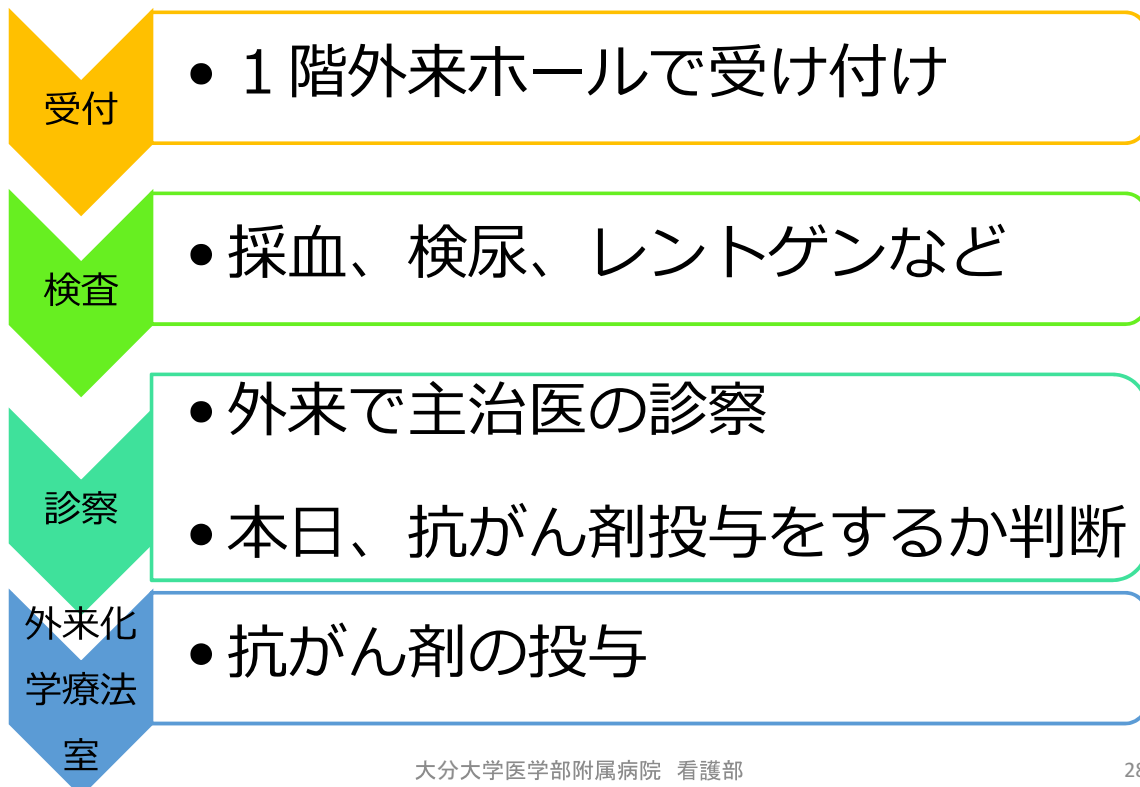 受付
• １階外来ホールで受け付け
検査
• 採血、検尿、レントゲンなど
診察
• 外来で主治医の診察
• 本日、抗がん剤投与をするか判断
外来化
学療法
室
• 抗がん剤の投与
大分大学医学部附属病院 看護部
28